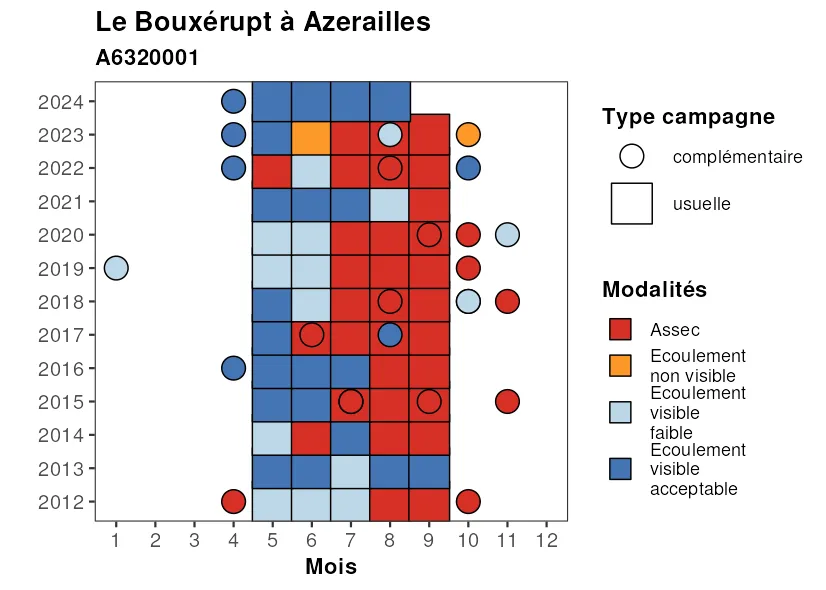 Le Bouxérupt à Azerailles
A6320001
2024
2023
2022
2021
2020
2019
2018
2017
2016
2015
2014
2013
2012
1 2 3 4 5 6 7 8 9 10 11 12
Mois
Type campagne
complémentaire
usuelle
Modalités
Assec
Ecoulement
non visible
Ecoulement
visible
faible
Ecoulement
visible
acceptable